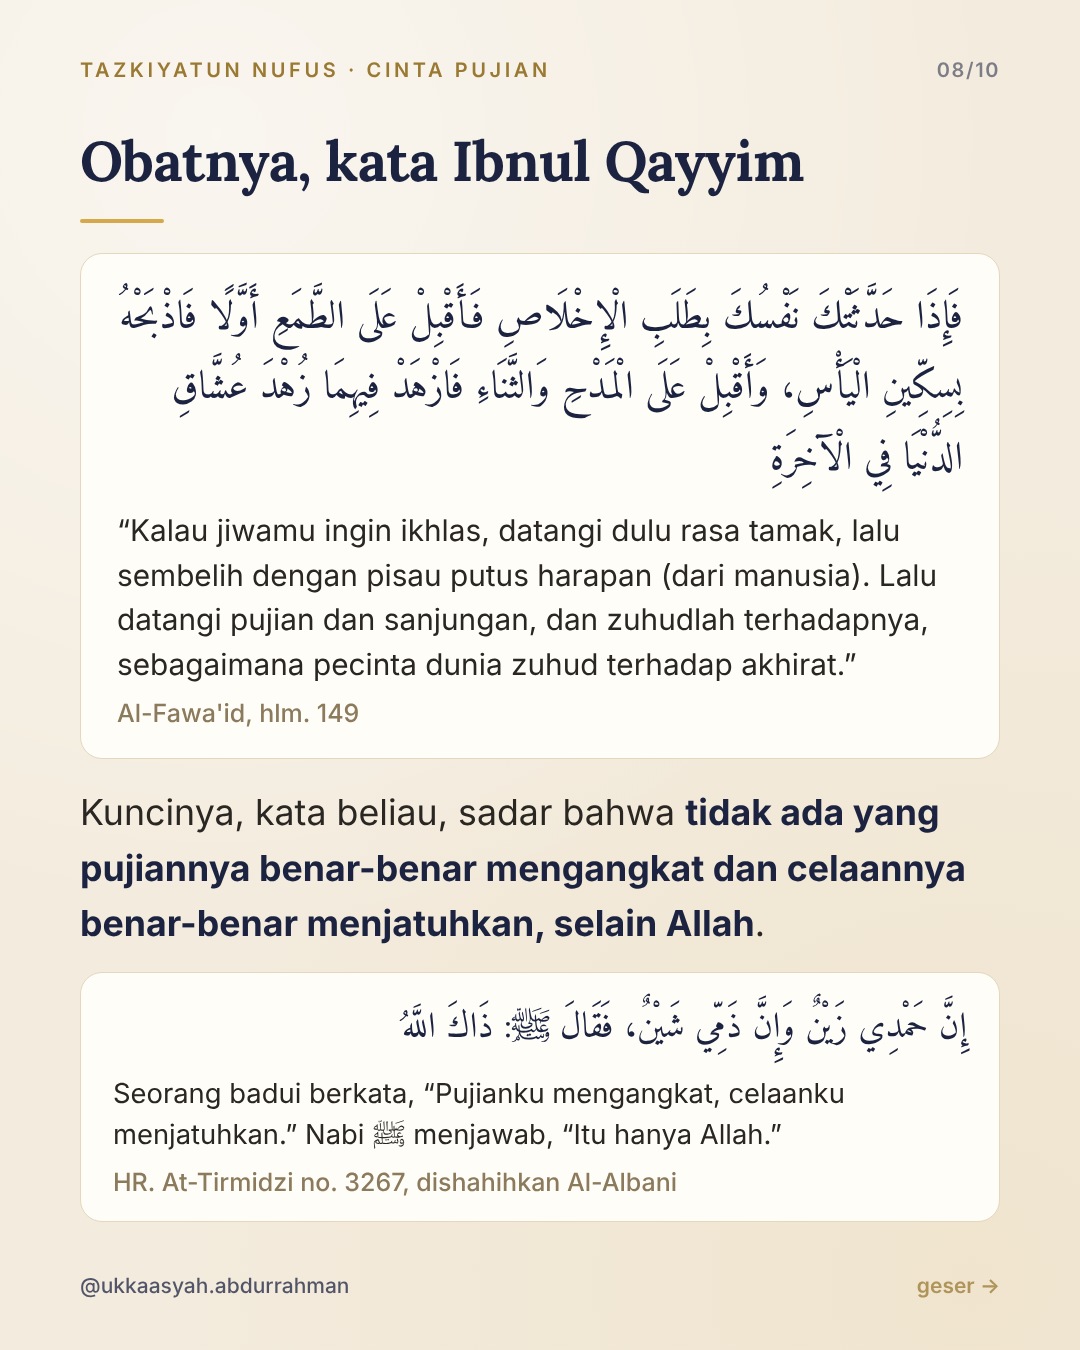 TAZKIYATUN NUFUS · CINTA PUJIAN
08/10
Obatnya, kata Ibnul Qayyim
فَإِذَا حَدَّثَتْكَ نَفْسُكَ بِطَلَبِ الْإِخْلَاصِ فَأَقْبِلْ عَلَى الطَّمَعِ أَوَّلًا فَاذْبَحْهُ
بِسِكِّينِ الْيَأْسِ، وَأَقْبِلْ عَلَى الْمَدْحِ وَالثَّنَاءِ فَازْهَدْ فِيهِمَا زُهْدَ عُشَّاقِ
الدُّنْيَا فِي الْآخِرَةِ
“Kalau jiwamu ingin ikhlas, datangi dulu rasa tamak, lalu
sembelih dengan pisau putus harapan (dari manusia). Lalu
datangi pujian dan sanjungan, dan zuhudlah terhadapnya,
sebagaimana pecinta dunia zuhud terhadap akhirat.”
Al-Fawa'id, hlm. 149
Kuncinya, kata beliau, sadar bahwa tidak ada yang
pujiannya benar-benar mengangkat dan celaannya
benar-benar menjatuhkan, selain Allah.
إِنَّ حَمْدِي زَيْنٌ وَإِنَّ ذَمِّي شَيْنٌ، فَقَالَ ﷺ: ذَاكَ اللَّهُ
Seorang badui berkata, “Pujianku mengangkat, celaanku
menjatuhkan.” Nabi ﷺ menjawab, “Itu hanya Allah.”
HR. At-Tirmidzi no. 3267, dishahihkan Al-Albani
@ukkaasyah.abdurrahman
geser →